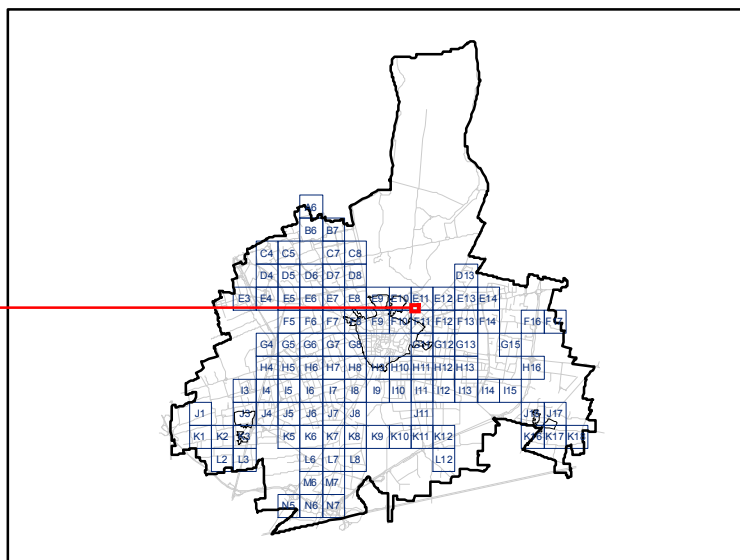 A6
B6 B7
C4 C5 C7 C8
D4 D5 D6 D7 D8 D13
E3 E4 E5 E6 E7 E8 E9 E10 E11 E12 E13 E14
F5 F6 F7 F8 F9 F10 F11 F12 F13 F14 F16 F17
G4 G5 G6 G7 G8 G12 G13 G15
H4 H5 H6 H7 H8 H9 H10 H11 H12 H13 H16
I3 I4 I5 I6 I7 I8 I9 I10 I11 I12 I13 I14 I15
J1 J3 J4 J5 J6 J7 J8 J11 J16 J17
K1 K2 K3 K5 K6 K7 K8 K9 K10 K11 K12 K16 K17 K18
L2 L3 L6 L7 L8 L12
M6 M7
N5 N6 N7